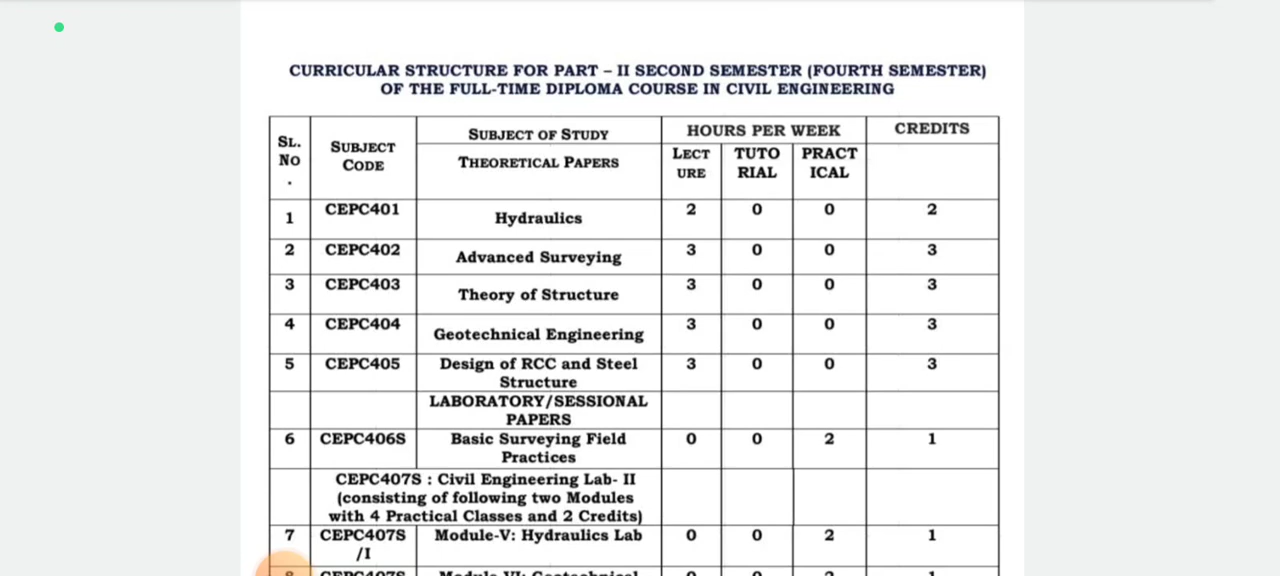 CURRICULAR STRUCTURE FOR PART – II SECOND SEMESTER (FOURTH SEMESTER)
OF THE FULL-TIME DIPLOMA COURSE IN CIVIL ENGINEERING
SL. NO . SUBJECT CODE SUBJECT OF STUDY HOURS PER WEEK CREDITS
THEORETICAL PAPERS LECT URE TUTO RIAL PRACT ICAL
1 CEPC401 Hydraulics 2 0 0 2
2 CEPC402 Advanced Surveying 3 0 0 3
3 CEPC403 Theory of Structure 3 0 0 3
4 CEPC404 Geotechnical Engineering 3 0 0 3
5 CEPC405 Design of RCC and Steel 3 0 0 3
Structure
LABORATORY/SESSIONAL
PAPERS
6 CEPC406S Basic Surveying Field 0 0 2 1
Practices
CEPC407S : Civil Engineering Lab- II
(consisting of following two Modules
with 4 Practical Classes and 2 Credits)
7 CEPC407S Module-V: Hydraulics Lab 0 0 2 1
/I